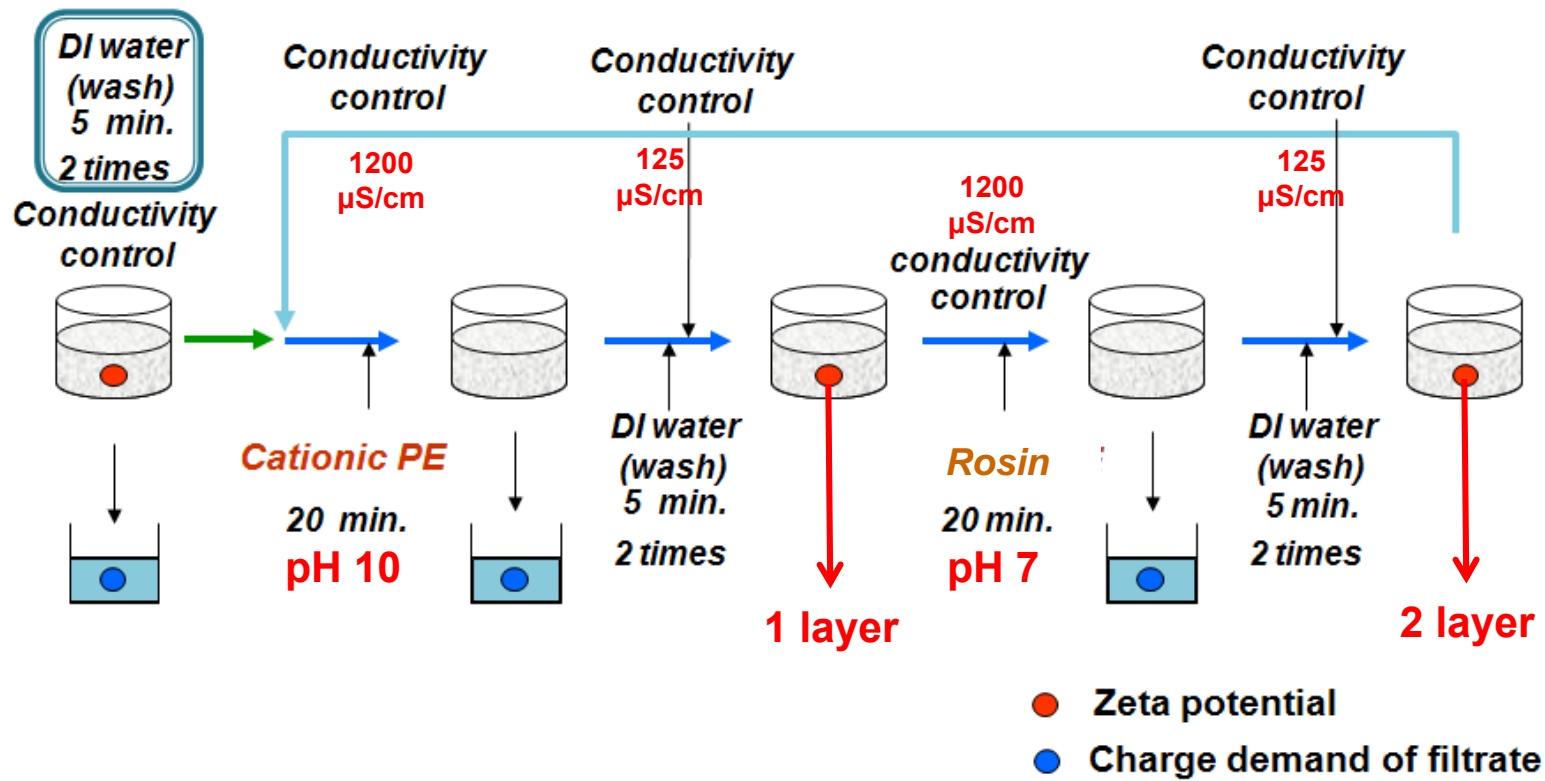 DI water
(wash)
5 min.
2 times
Conductivity
control
Conductivity
control
1200
µS/cm
Conductivity
control
125
µS/cm
1200
µS/cm
conductivity
control
Conductivity
control
125
µS/cm
Cationic PE
20 min.
pH 10
DI water
(wash)
5 min.
2 times
1 layer
Rosin
20 min.
pH 7
DI water
(wash)
5 min.
2 times
2 layer
Zeta potential
Charge demand of filtrate